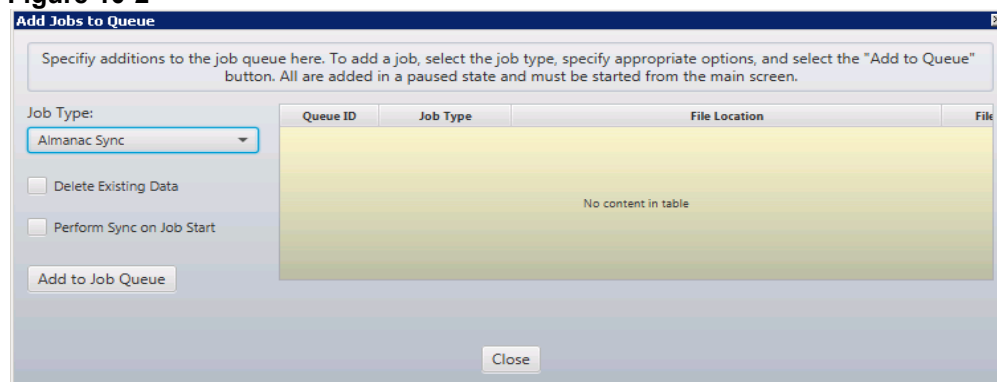 Add Jobs to Queue
Specifiy additions to the job queue here. To add a job, select the job type, specify appropriate options, and select the "Add to Queue"
button. All are added in a paused state and must be started from the main screen.
Job Type:
Almanac Sync
Delete Existing Data
Perform Sync on Job Start
Add to Job Queue
Queue ID Job Type File Location File
No content in table
Close